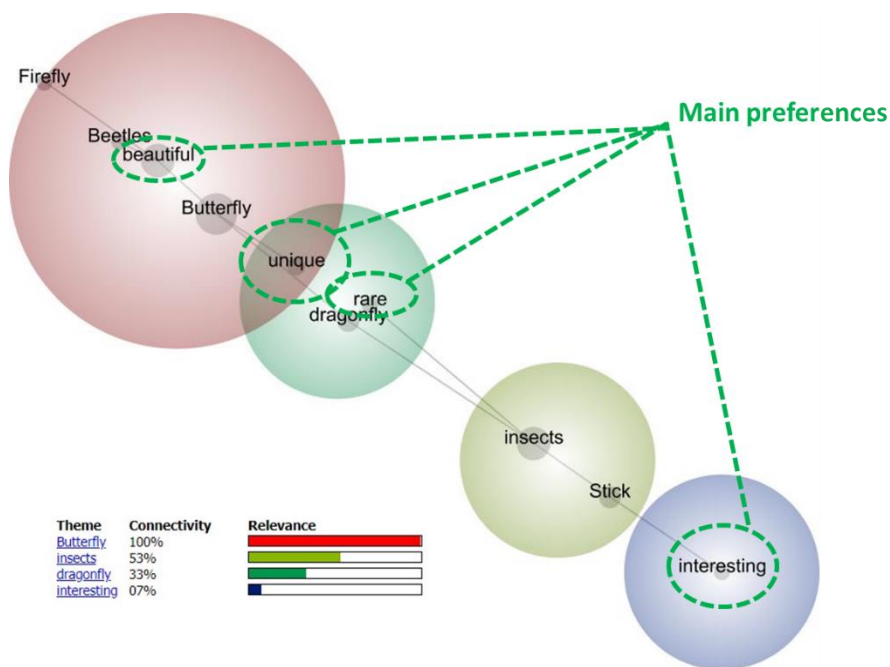 Firefly
Main preferences
Beetles
beautiful
Butterfly
unique
rare
dragonfly
insects
Stick
interesting
Theme Connectivity Relevance
Butterfly 100%
insects 53%
dragonfly 33%
interesting 07%